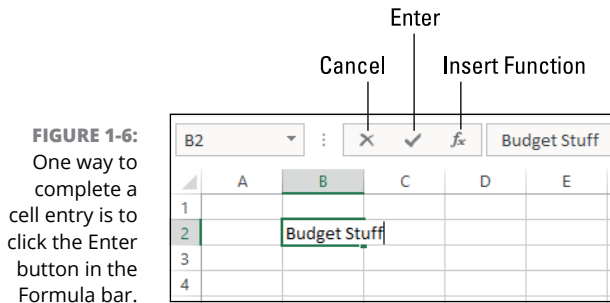 Enter
Cancel Insert Function
FIGURE 1-6:
One way to
complete a
cell entry is to
click the Enter
button in the
Formula bar.
B2 fx Budget Stuff
A B C D E
1
2 Budget Stuff
3
4